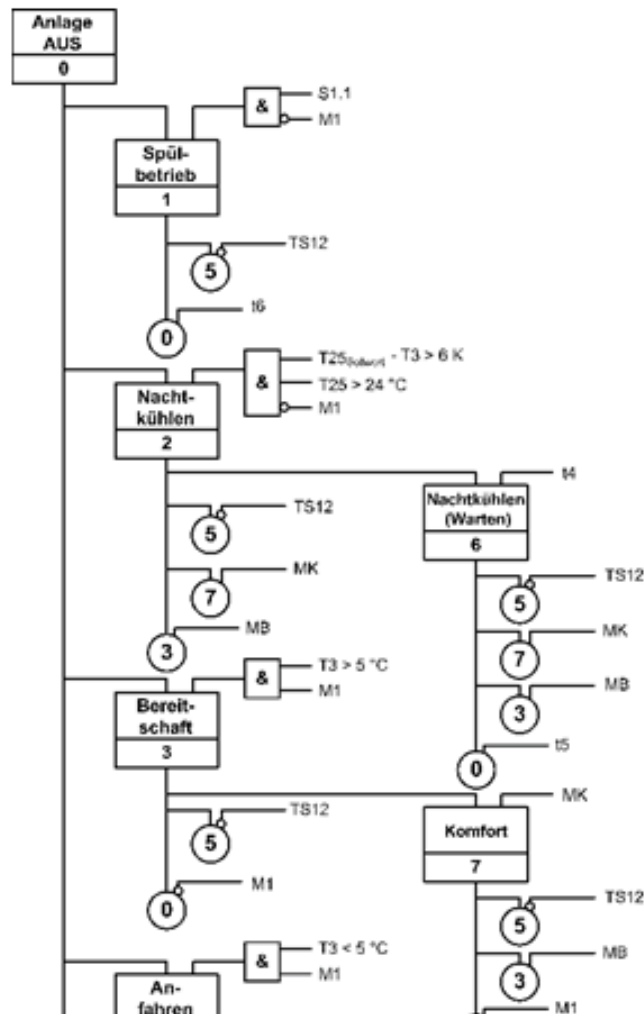 Anlage
AUS
0
&
S1.1
M1
Spül-
betrieb
1
TS12
5
t6
0
T25 - T3 > 6 K
&
T25 > 24 °C
M1
Nacht-
kühlen
2
t4
Nachtkühlen
(Warten)
6
TS12
5
MK
7
MB
3
TS12
5
MK
7
MB
3
t5
0
T3 > 5 °C
&
M1
Bereit-
schaft
3
TS12
5
M1
0
MK
Komfort
7
TS12
5
MB
3
M1
T3 < 5 °C
&
M1
An-
fahren